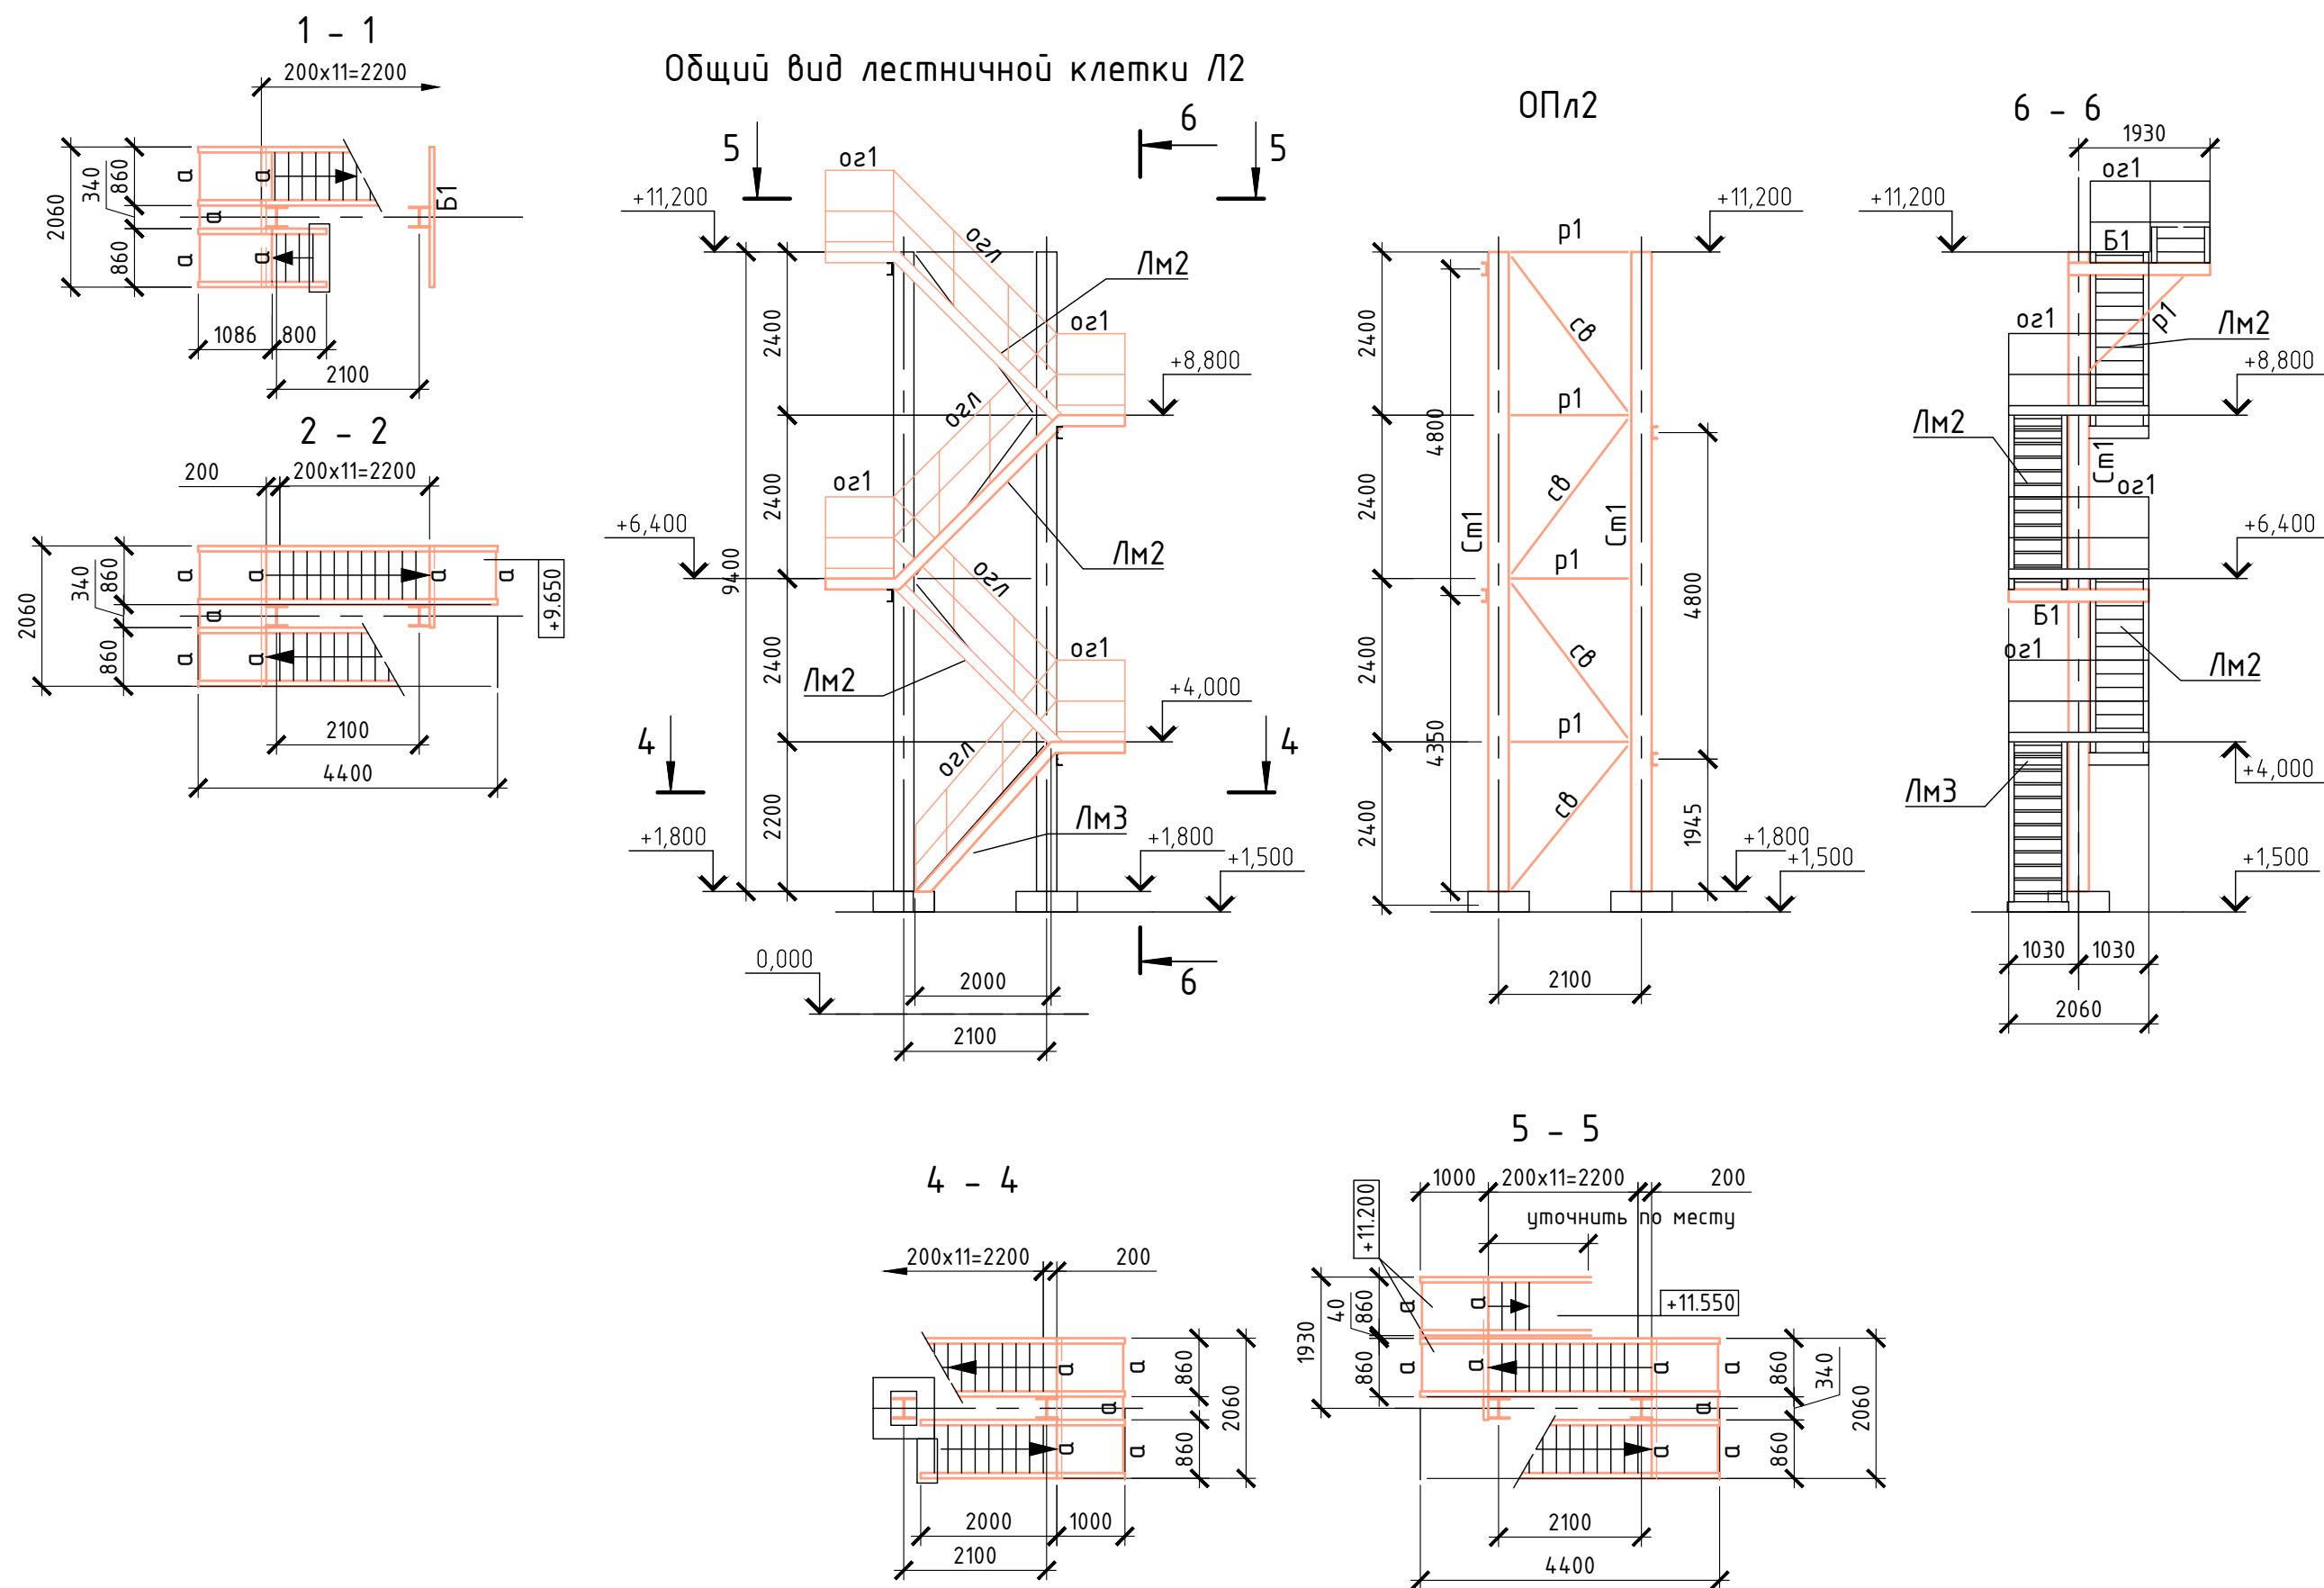 1 - 1
200х11=2200
2060
340
860
860
а
а
а
а
а
Б1
1086
800
2100
2 - 2
200
200х11=2200
2060
340
860
860
а
а
а
а
а
а
а
+9.650
2100
4400
Общий вид лестничной клетки Л2
5
5
6
ог1
+11,200
огл
Лм2
2400
ог1
+8,800
огл
ог1
2400
+6,400
9400
Лм2
огл
2400
ог1
Лм2
+4,000
4
4
огл
2200
Лм3
+1,800
+1,800
+1,500
0,000
2000
6
2100
ОПл2
р1
+11,200
2400
св
4800
р1
2400
св
Ст1
Ст1
р1
4800
2400
св
р1
4350
св
2400
1945
+1,800
+1,500
2100
6 - 6
1930
ог1
+11,200
Б1
р1
ог1
Лм2
+8,800
Лм2
Ст1
ог1
+6,400
Б1
ог1
Лм2
+4,000
Лм3
+1,500
1030
1030
2060
4 - 4
200х11=2200
200
а
а
860
а
2060
а
а
860
2000
1000
2100
5 - 5
1000
200х11=2200
200
+11.200
уточнить по месту
1930
40
860
860
а
а
+11.550
а
а
а
а
860
340
2060
а
а
а
860
2100
4400